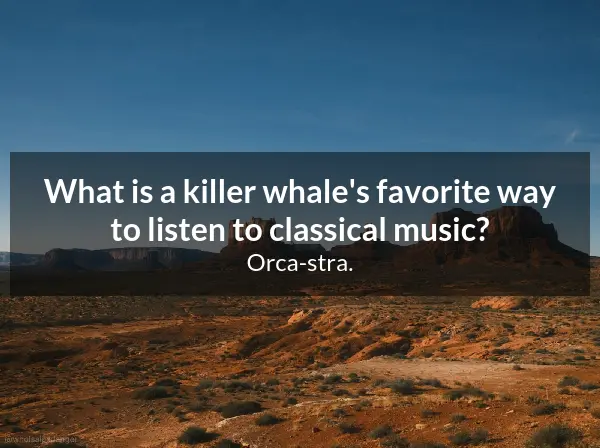 What is a killer whale's favorite way
to listen to classical music?
Orca-stra.